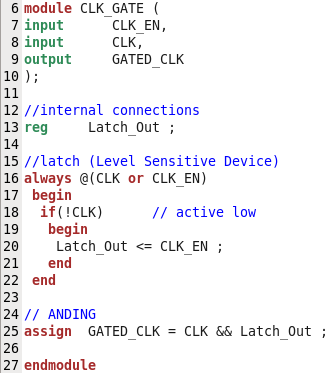 6 module CLK_GATE (
7 input      CLK_EN,
8 input      CLK,
9 output     GATED_CLK
10 );
11
12 //internal connections
13 reg     Latch_Out ;
14
15 //latch (Level Sensitive Device)
16 always @(CLK or CLK_EN)
17  begin
18   if(!CLK)      // active low
19    begin
20     Latch_Out <= CLK_EN ;
21    end
22  end
23
24 // ANDING
25 assign  GATED_CLK = CLK && Latch_Out ;
26
27 endmodule